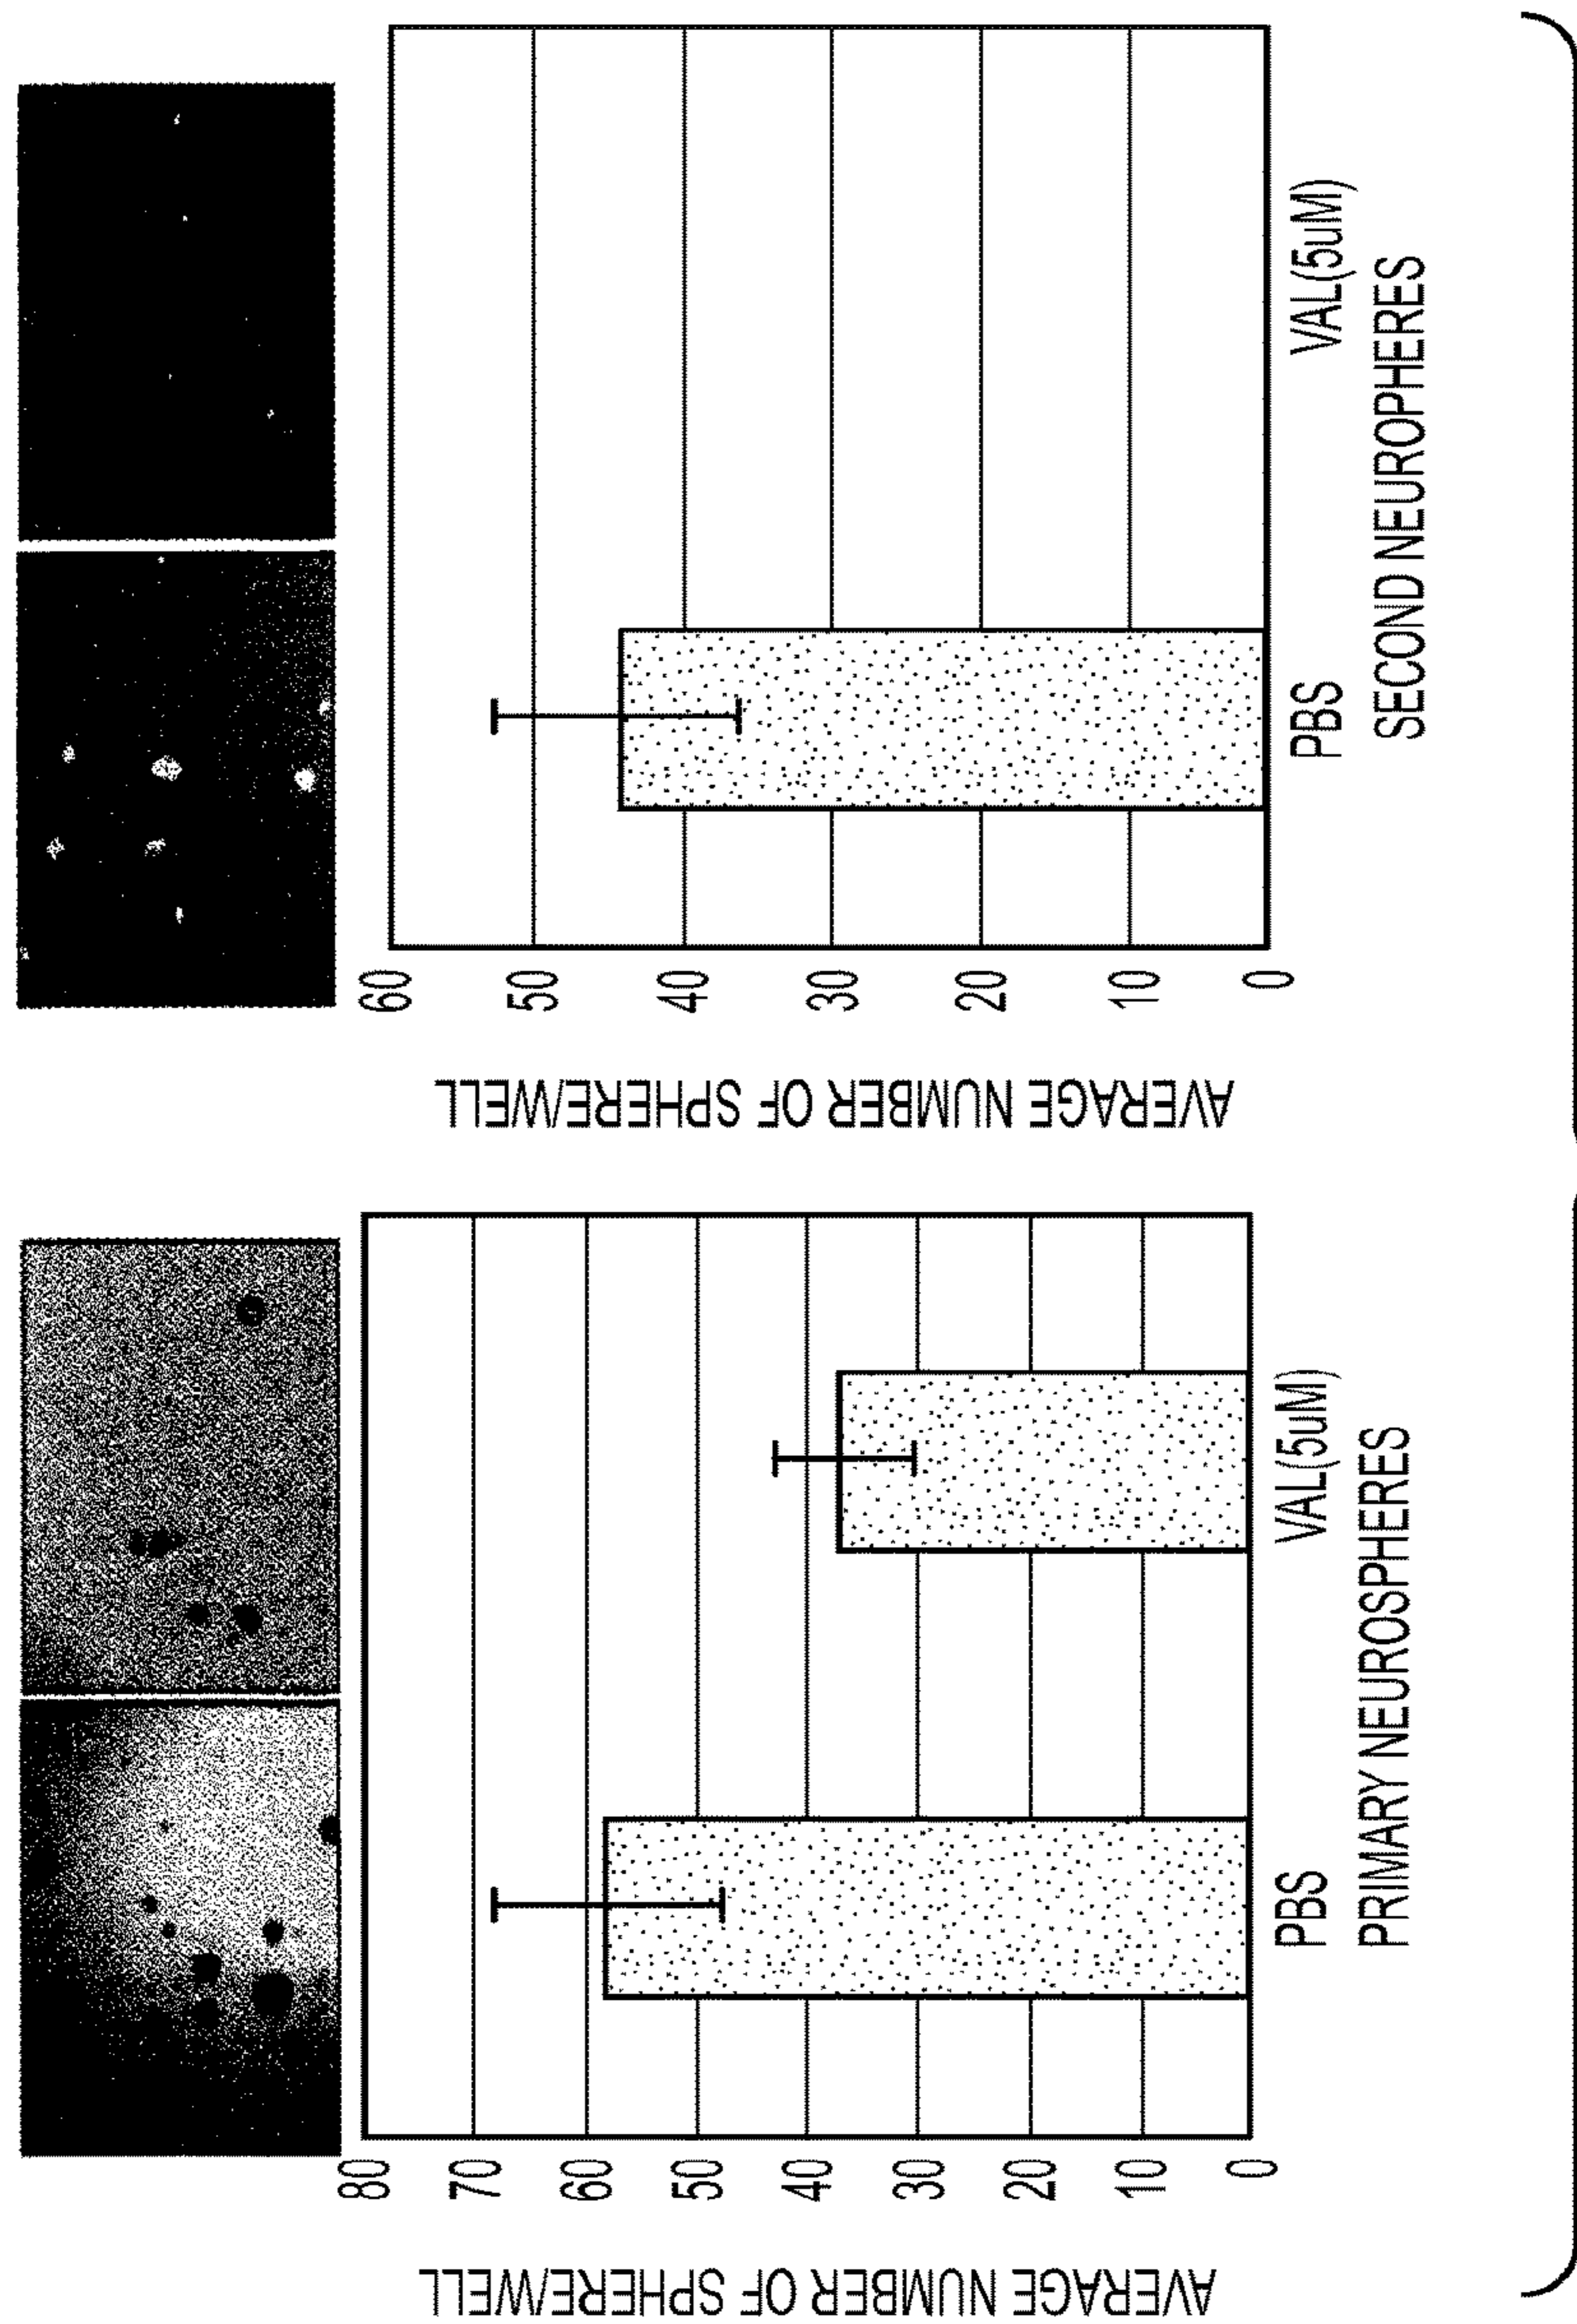 AVERAGE NUMBER OF SPHERE/WELL
80
70
60
50
40
30
20
10
0
PBS
VAL(5uM)
PRIMARY NEUROSPHERES
AVERAGE NUMBER OF SPHERE/WELL
60
50
40
30
20
10
0
PBS
VAL(5uM)
SECOND NEUROPHERES